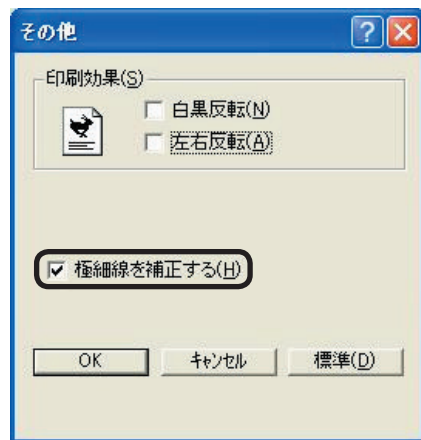 その他
印刷効果(S)
白黒反転(N)
左右反転(A)
極細線を補正する(H)
OK キャンセル 標準(D)